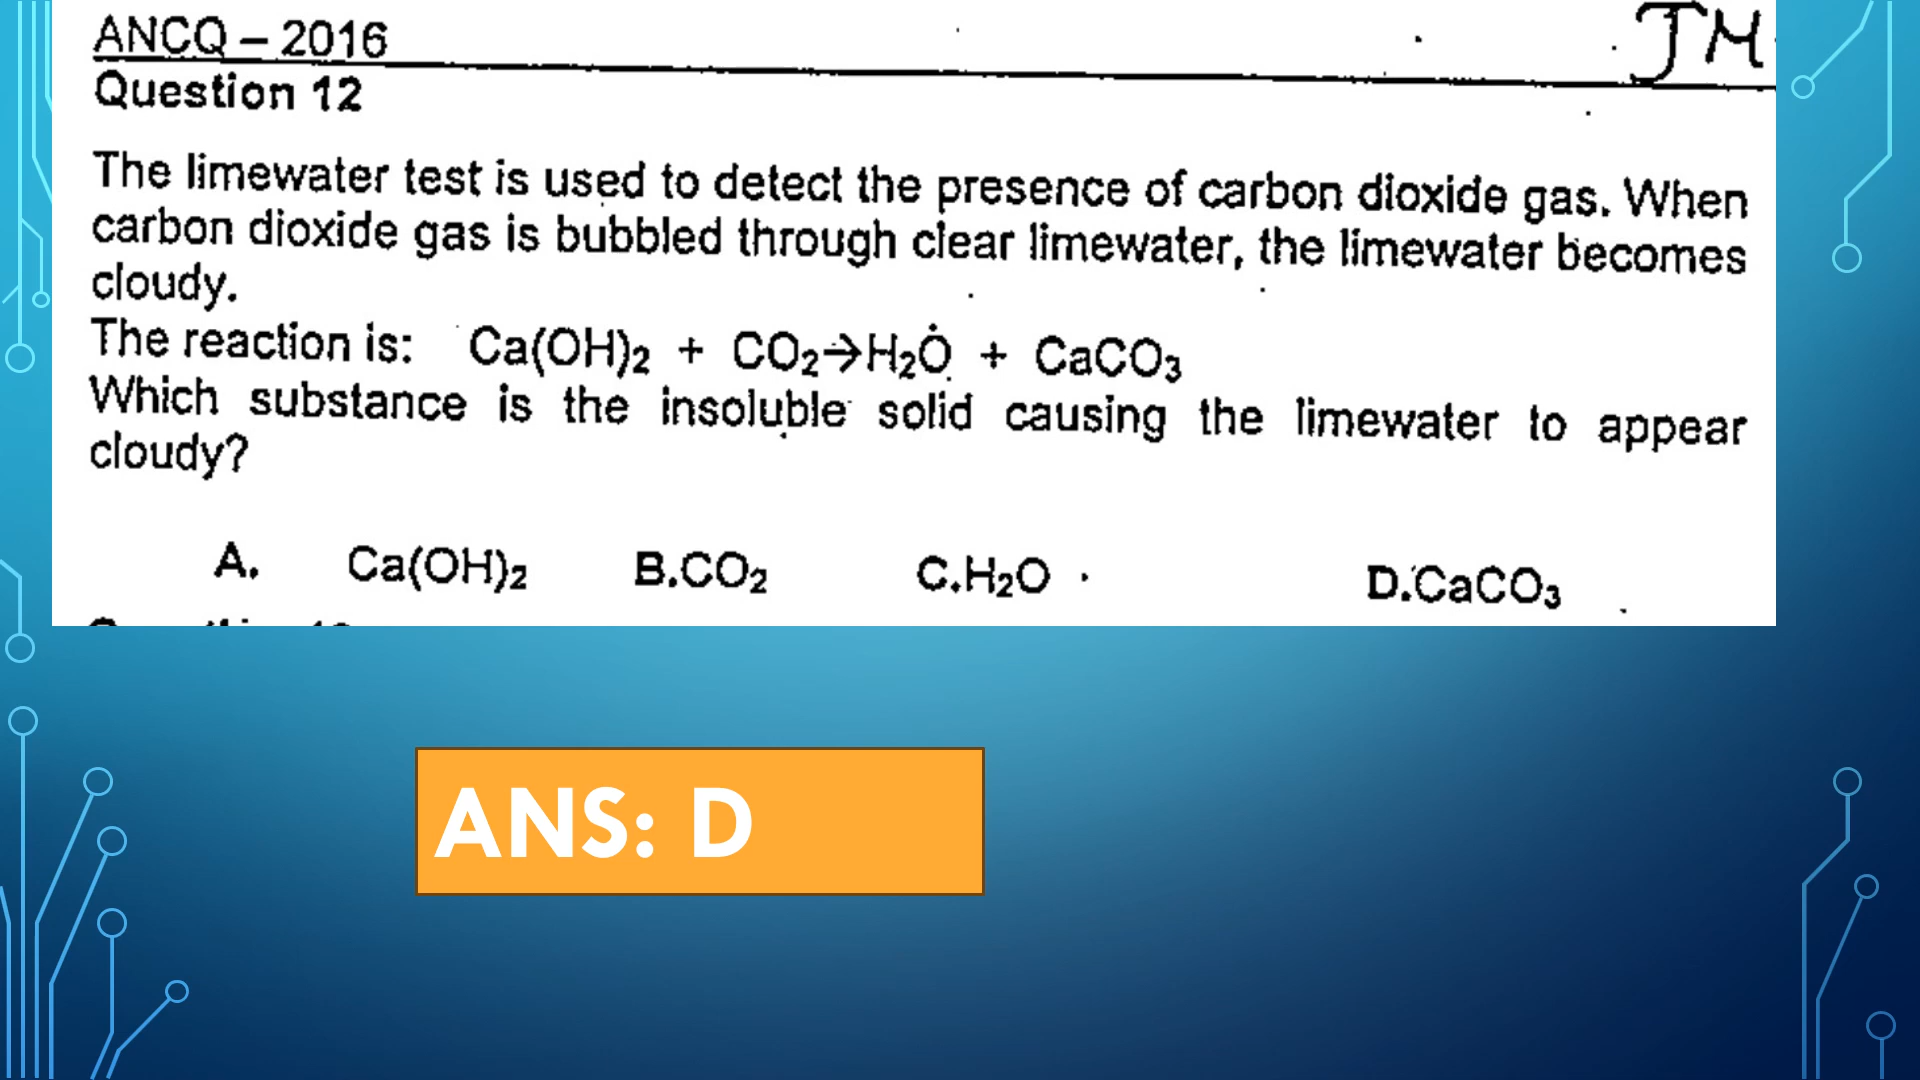 ANCQ – 2016
JM
Question 12
The limewater test is used to detect the presence of carbon dioxide gas. When
carbon dioxide gas is bubbled through clear limewater, the limewater becomes
cloudy.
The reaction is: Ca(OH)₂ + CO₂→H₂O + CaCO₃
Which substance is the insoluble solid causing the limewater to appear
cloudy?
A. Ca(OH)₂ B.CO₂ C.H₂O D.CaCO₃
ANS: D